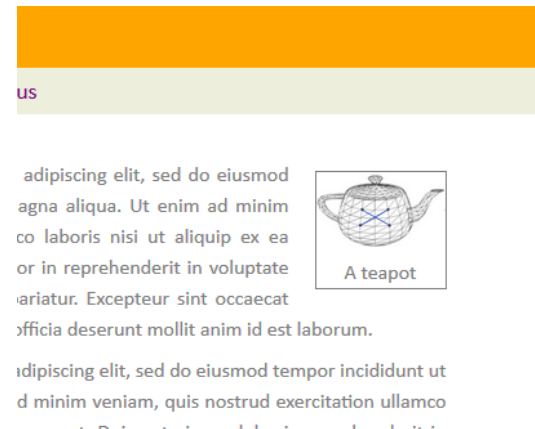 us
adipiscing elit, sed do eiusmod
agna aliqua. Ut enim ad minim
co laboris nisi ut aliquip ex ea
or in reprehenderit in voluptate
ariatur. Excepteur sint occaecat
officia deserunt mollit anim id est laborum.
A teapot
adipiscing elit, sed do eiusmod tempor incididunt ut
d minim veniam, quis nostrud exercitation ullamco